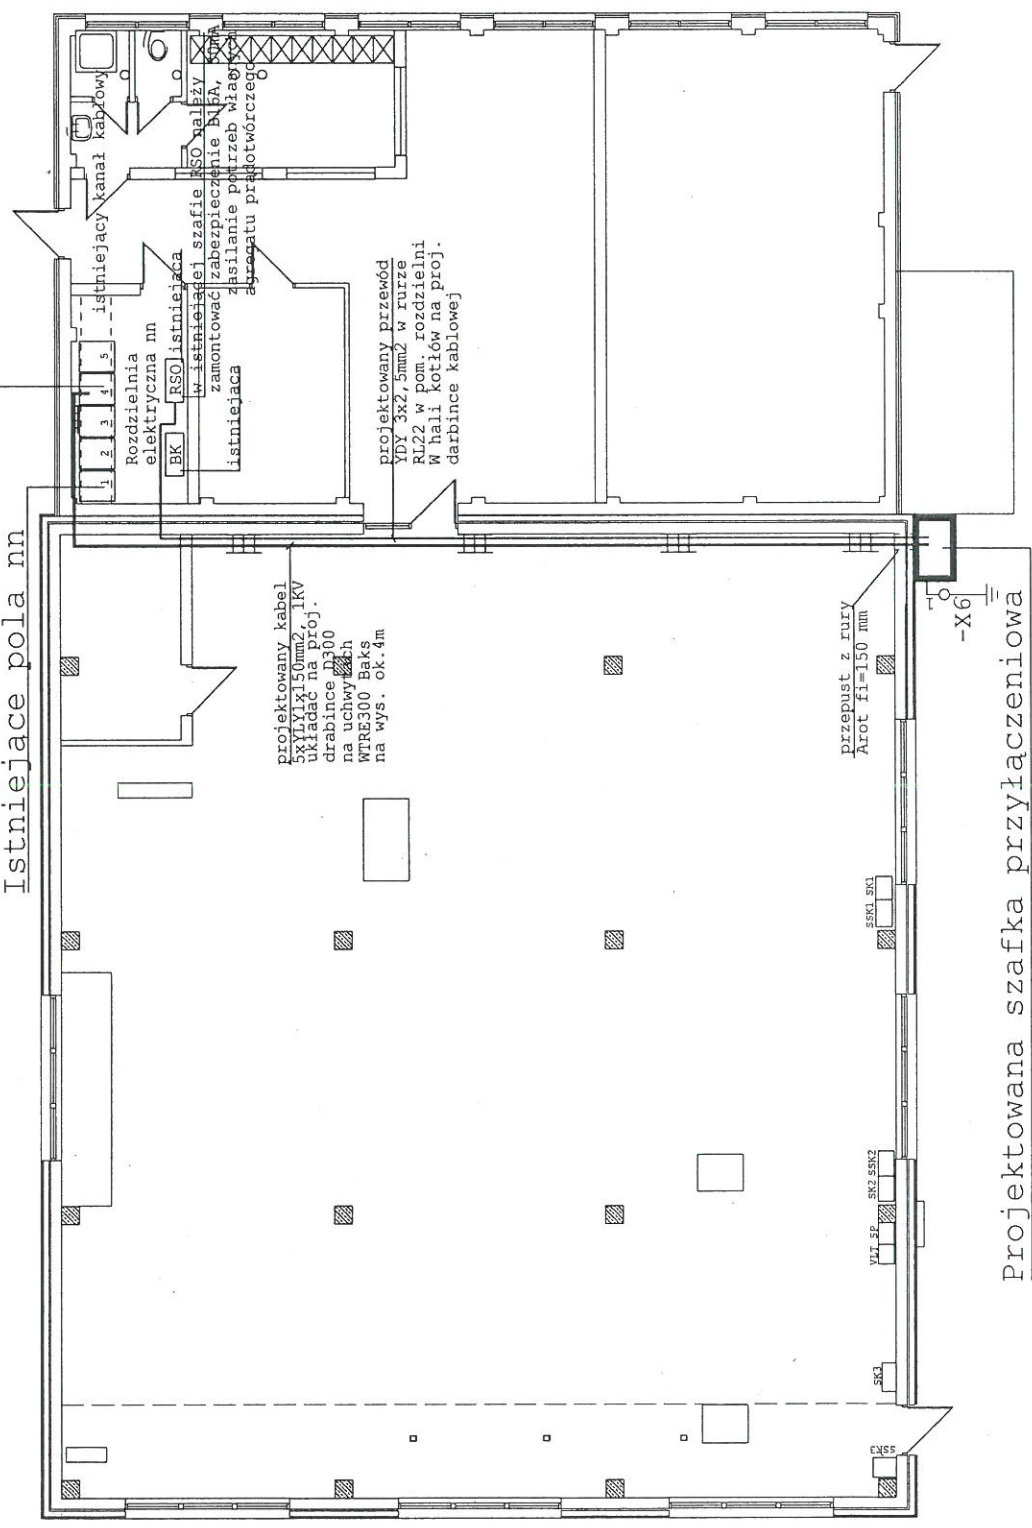 Istniejące pola nn
istniejący kanał kablowy
1
2
3
4
5
Rozdzielnia
elektryczna nn
BK
RSO
istniejąca
istniejąca
w istniejącej szafie RSO należy
zamontować zabezpieczenie B16A,
zasilanie potrzeb własnych
agregatu prądotwórczego
projektowany przewód
YDY 3x2,5mm2 w rurze
RL22 w pom. rozdzielni
W hali kotłów na proj.
darbince kablowej
projektowany kabel
5xYLY1x150mm2, 1KV
układać na proj.
drabince D300
na uchwytach
WTRE300 Baks
na wys. ok.4m
przepust z rury
Arot fi=150 mm
1
-X6
Projektowana szafka przyłączeniowa
SSK1 SK1
SK2 SSK2
VLT SP
SK3
SSK3